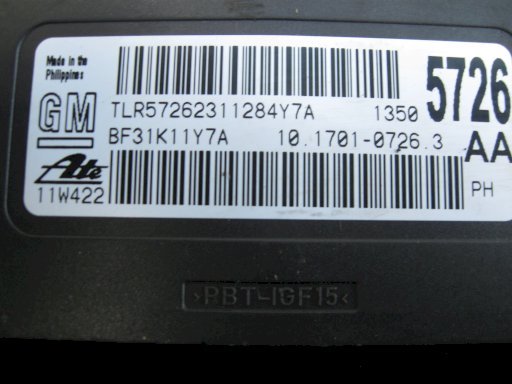 Made in the
Philippines
GM
TLR57262311284Y7A 1350
5726
BF31K11Y7A 10.1701-0726.3
AA
Ate
11W422
PH
>PBT-IGF15<